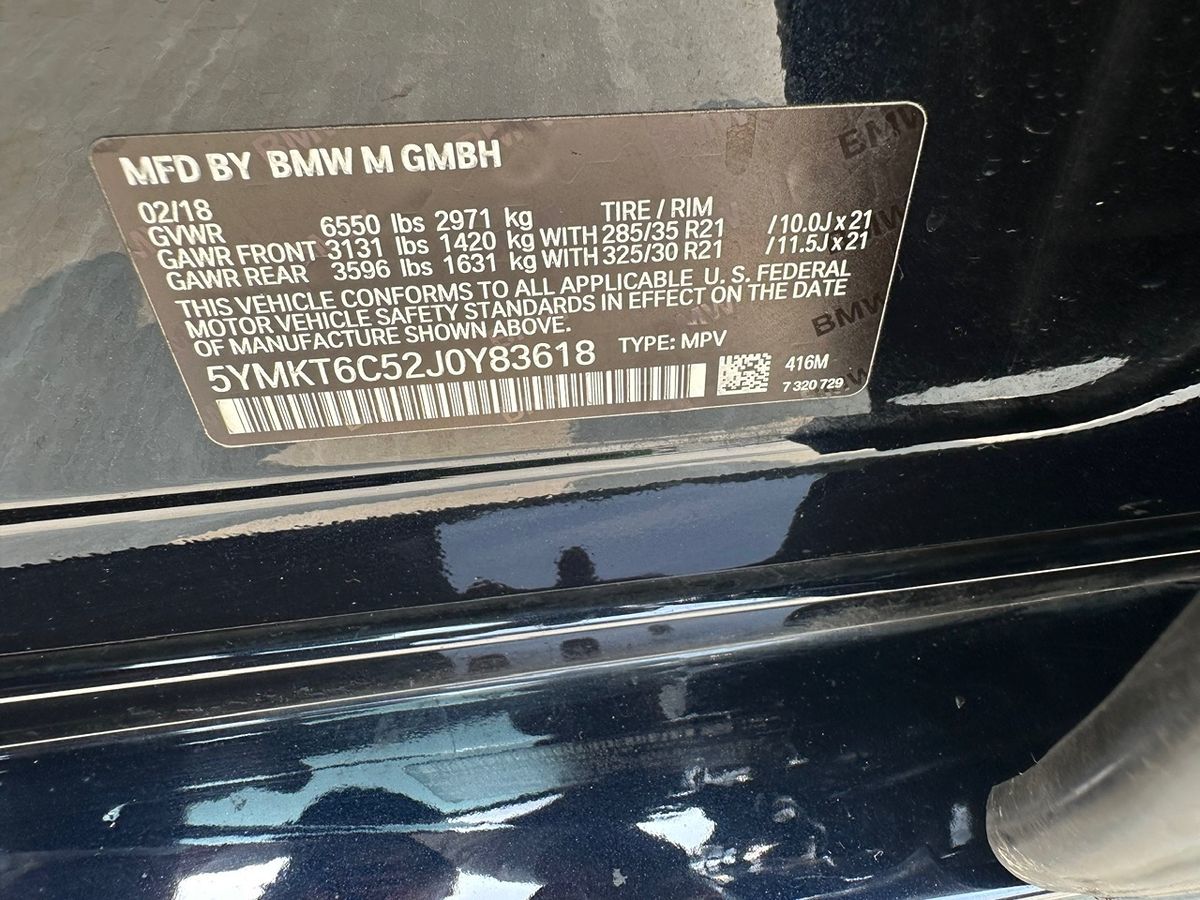 MFD BY BMW M GMBH
02/18
GVWR 6550 lbs 2971 kg TIRE / RIM
GAWR FRONT 3131 lbs 1420 kg WITH 285/35 R21 /10.0J x 21
GAWR REAR 3596 lbs 1631 kg WITH 325/30 R21 /11.5J x 21
THIS VEHICLE CONFORMS TO ALL APPLICABLE U. S. FEDERAL
MOTOR VEHICLE SAFETY STANDARDS IN EFFECT ON THE DATE
OF MANUFACTURE SHOWN ABOVE.
5YMKT6C52J0Y83618 TYPE: MPV
416M
7 320 729